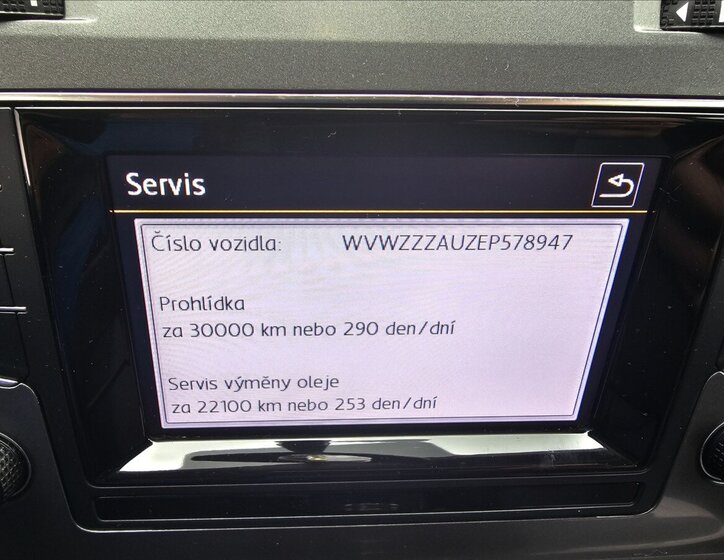 Servis
Číslo vozidla: WVWZZZAUZEP578947
Prohlídka
za 30000 km nebo 290 den/dní
Servis výměny oleje
za 22100 km nebo 253 den/dní